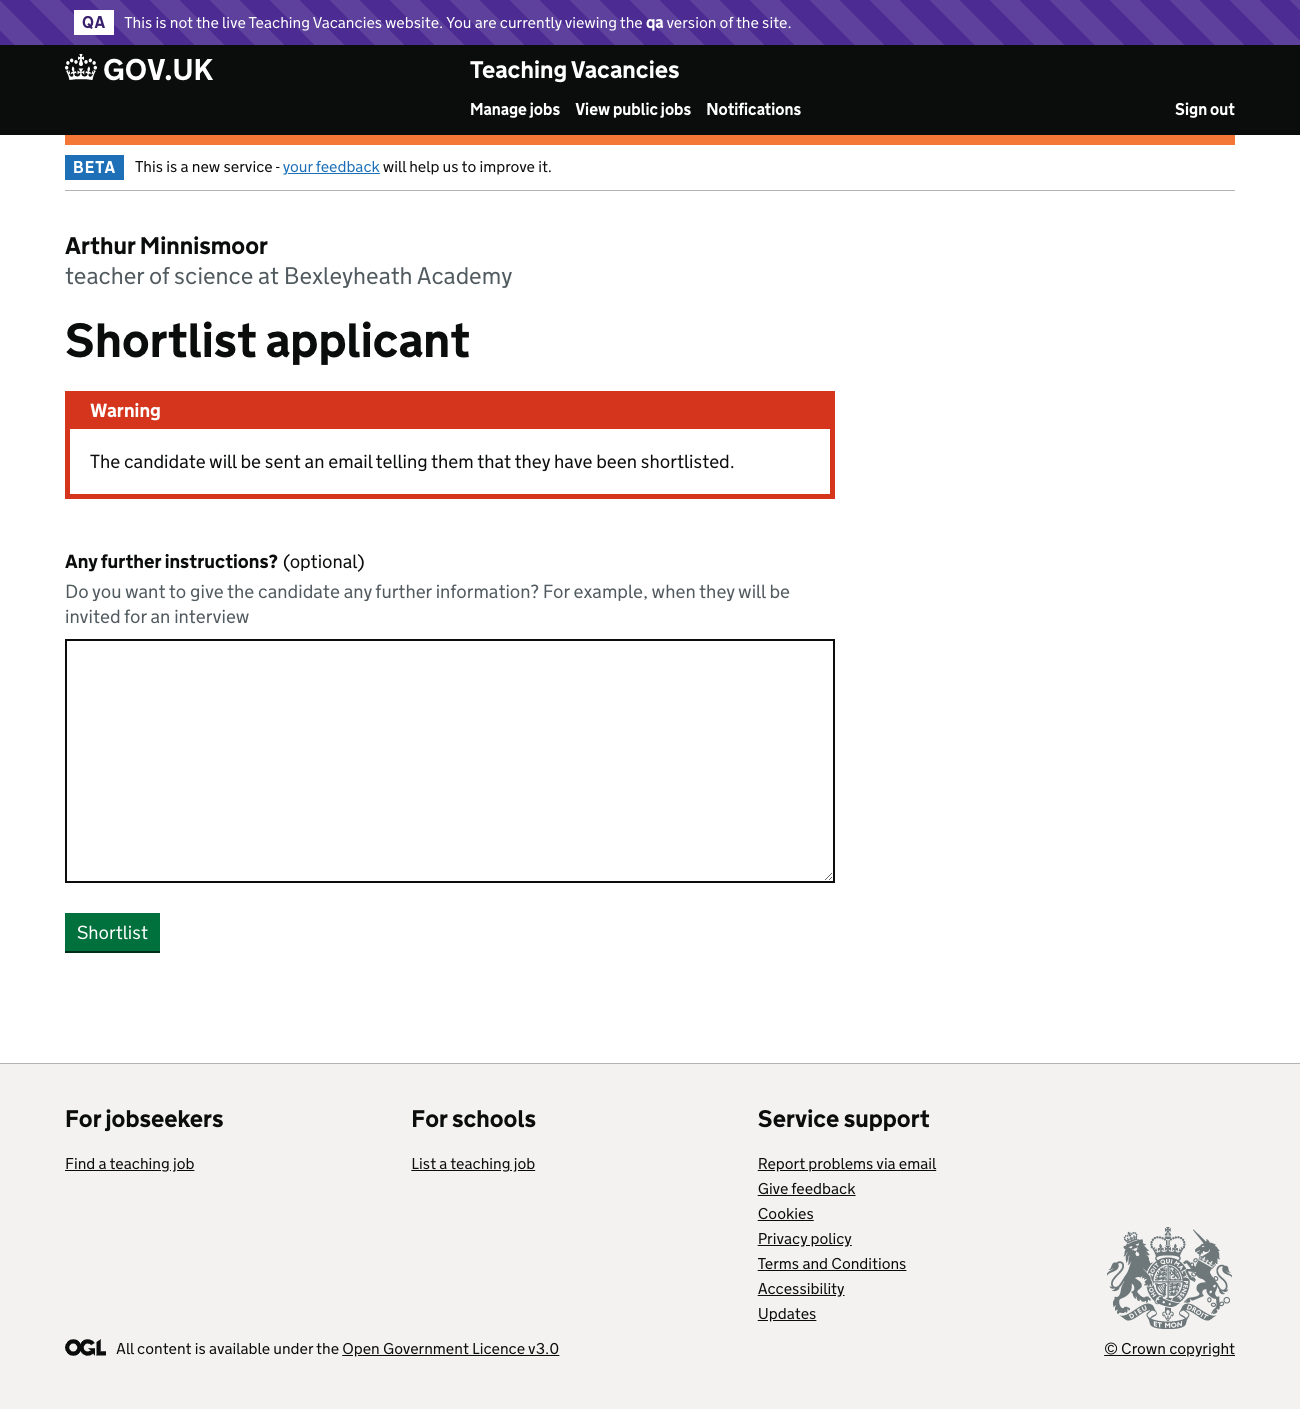 QA This is not the live Teaching Vacancies website. You are currently viewing the qa version of the site.
GOV.UK Teaching Vacancies
Manage jobs View public jobs Notifications Sign out
BETA This is a new service - your feedback will help us to improve it.
Arthur Minnismoor
teacher of science at Bexleyheath Academy
Shortlist applicant
Warning
The candidate will be sent an email telling them that they have been shortlisted.
Any further instructions? (optional)
Do you want to give the candidate any further information? For example, when they will be
invited for an interview
Shortlist
For jobseekers For schools Service support
Find a teaching job List a teaching job Report problems via email
Give feedback
Cookies
Privacy policy
Terms and Conditions
Accessibility
Updates
DIEU ET MON DROIT
OGL All content is available under the Open Government Licence v3.0 © Crown copyright